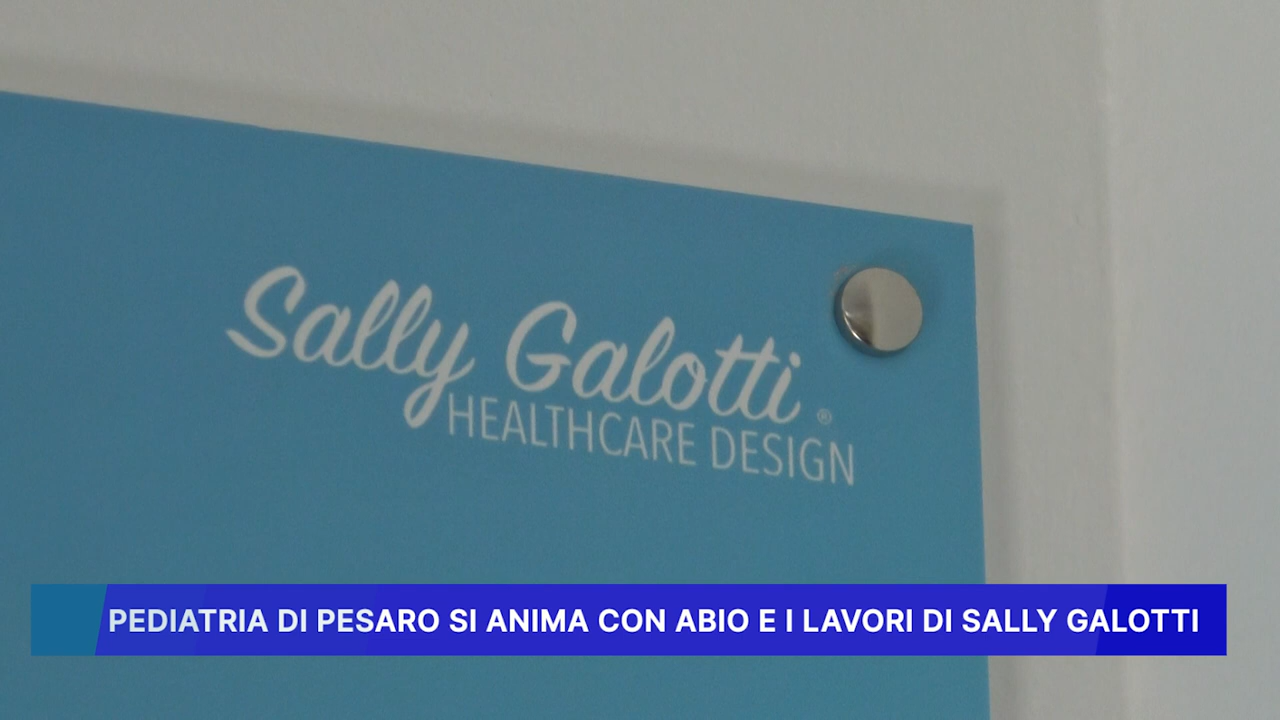 Sally Galotti ®
HEALTHCARE DESIGN
PEDIATRIA DI PESARO SI ANIMA CON ABIO E I LAVORI DI SALLY GALOTTI